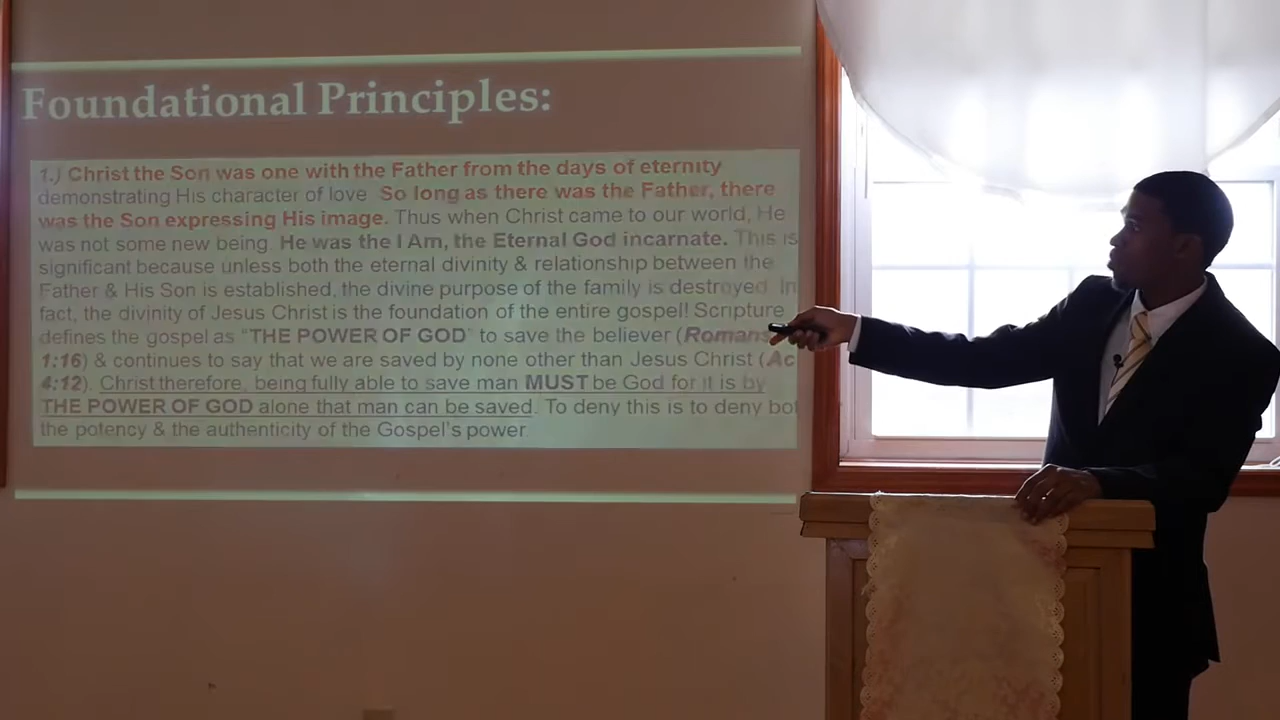 Foundational Principles:
1.) Christ the Son was one with the Father from the days of eternity
demonstrating His character of love So long as there was the Father, there
was the Son expressing His image. Thus when Christ came to our world, He
was not some new being. He was the I Am, the Eternal God incarnate. This is
significant because unless both the eternal divinity & relationship between the
Father & His Son is established, the divine purpose of the family is destroyed. In
fact, the divinity of Jesus Christ is the foundation of the entire gospel! Scripture
defines the gospel as "THE POWER OF GOD" to save the believer (Romans
1:16) & continues to say that we are saved by none other than Jesus Christ (Ac
4:12). Christ therefore, being fully able to save man MUST be God for it is by
THE POWER OF GOD alone that man can be saved. To deny this is to deny bot
the potency & the authenticity of the Gospel's power